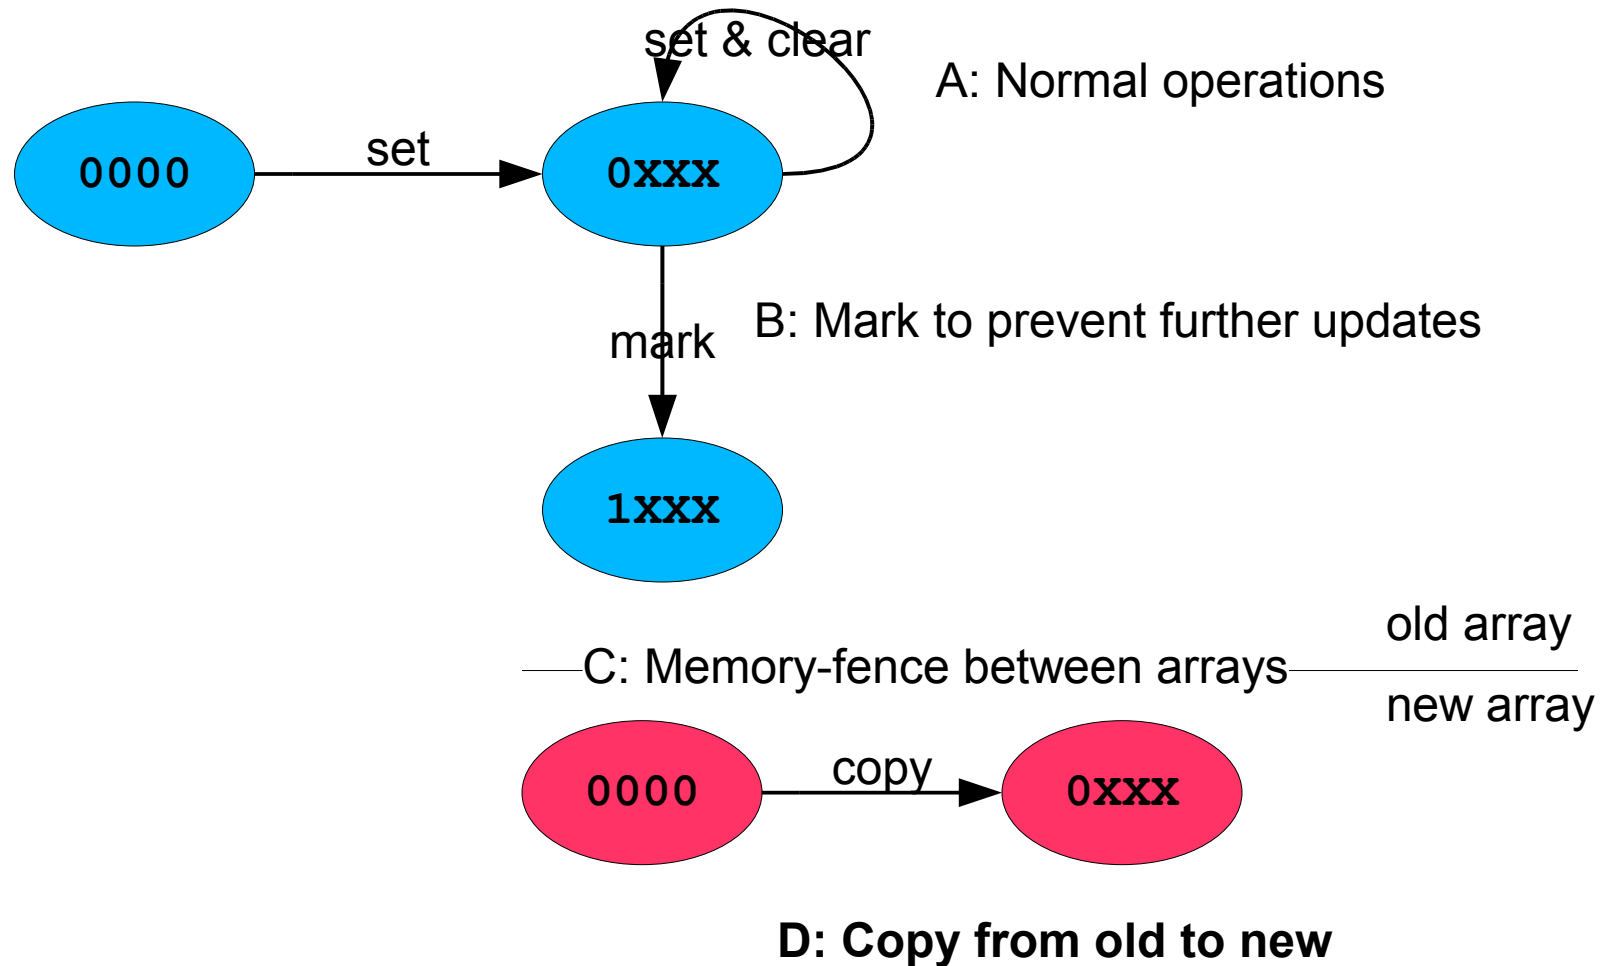 set & clear
A: Normal operations
0000
set
0xxx
mark
B: Mark to prevent further updates
1xxx
old array
C: Memory-fence between arrays
new array
0000
copy
0xxx
D: Copy from old to new